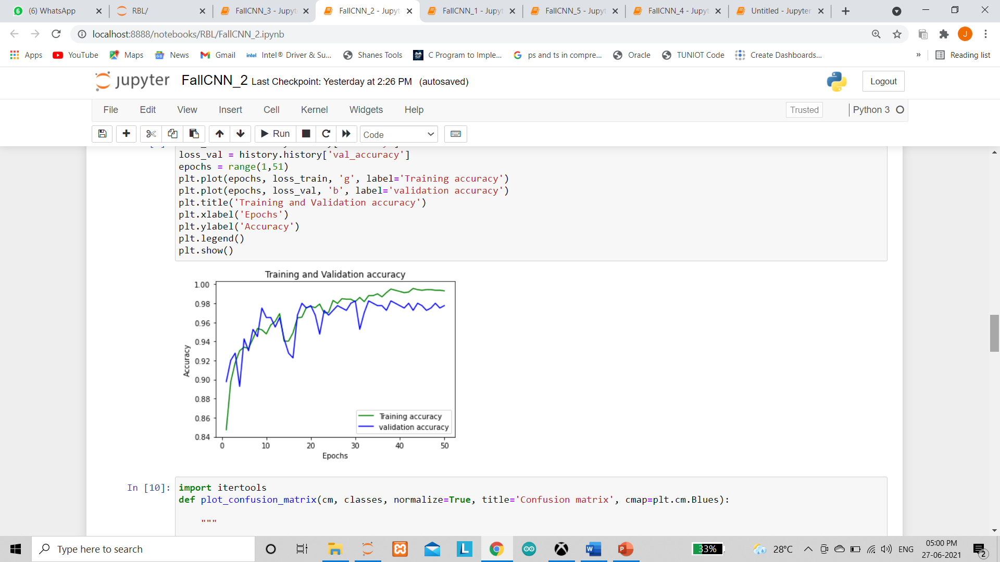 6 (6) WhatsApp RBL/ FallCNN_3 - Jupyt FallCNN_2 - Jupyt FallCNN_1 - Jupyt FallCNN_5 - Jupyt FallCNN_4 - Jupyt Untitled - Jupyter
localhost:8888/notebooks/RBL/FallCNN_2.ipynb J
Apps YouTube Maps News Gmail intel Intel® Driver & Su... Shanes Tools C Program to Imple... G ps and ts in compre... Oracle TUNIOT Code Create Dashboards... » Reading list
jupyter FallCNN_2 Last Checkpoint: Yesterday at 2:26 PM (autosaved) Logout
File Edit View Insert Cell Kernel Widgets Help Trusted Python 3
Run Code
loss_val = history.history['val_accuracy']
epochs = range(1,51)
plt.plot(epochs, loss_train, 'g', label='Training accuracy')
plt.plot(epochs, loss_val, 'b', label='validation accuracy')
plt.title('Training and Validation accuracy')
plt.xlabel('Epochs')
plt.ylabel('Accuracy')
plt.legend()
plt.show()
Training and Validation accuracy
1.00
0.98
0.96
0.94
0.92
0.90
0.88
0.86
0.84
Accuracy
Training accuracy
validation accuracy
0 10 20 30 40 50
Epochs
In [10]: import itertools
def plot_confusion_matrix(cm, classes, normalize=True, title='Confusion matrix', cmap=plt.cm.Blues):
"""
Type here to search L W P 33% 28°C ENG 05:00 PM
27-06-2021 2